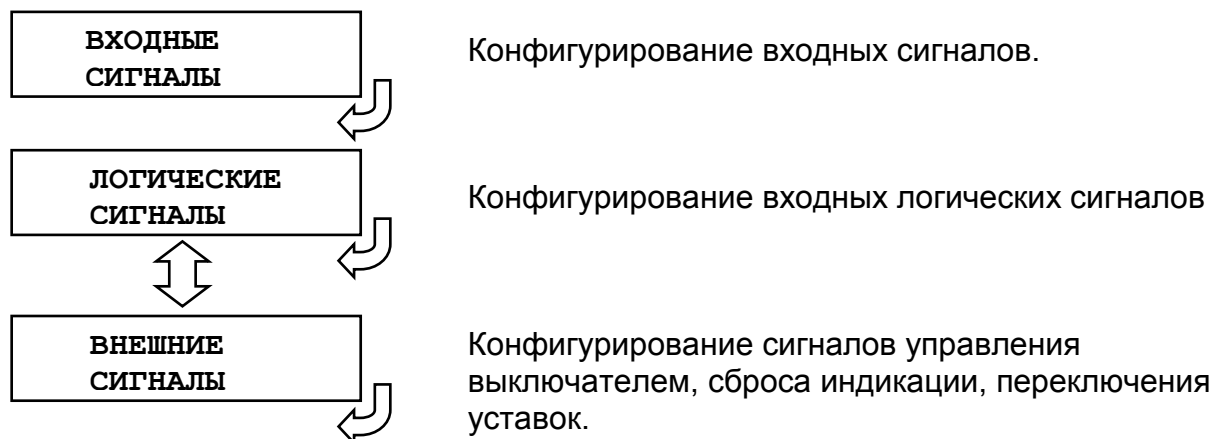 ВХОДНЫЕ
СИГНАЛЫ
Конфигурирование входных сигналов.
ЛОГИЧЕСКИЕ
СИГНАЛЫ
Конфигурирование входных логических сигналов
ВНЕШНИЕ
СИГНАЛЫ
Конфигурирование сигналов управления
выключателем, сброса индикации, переключения
уставок.